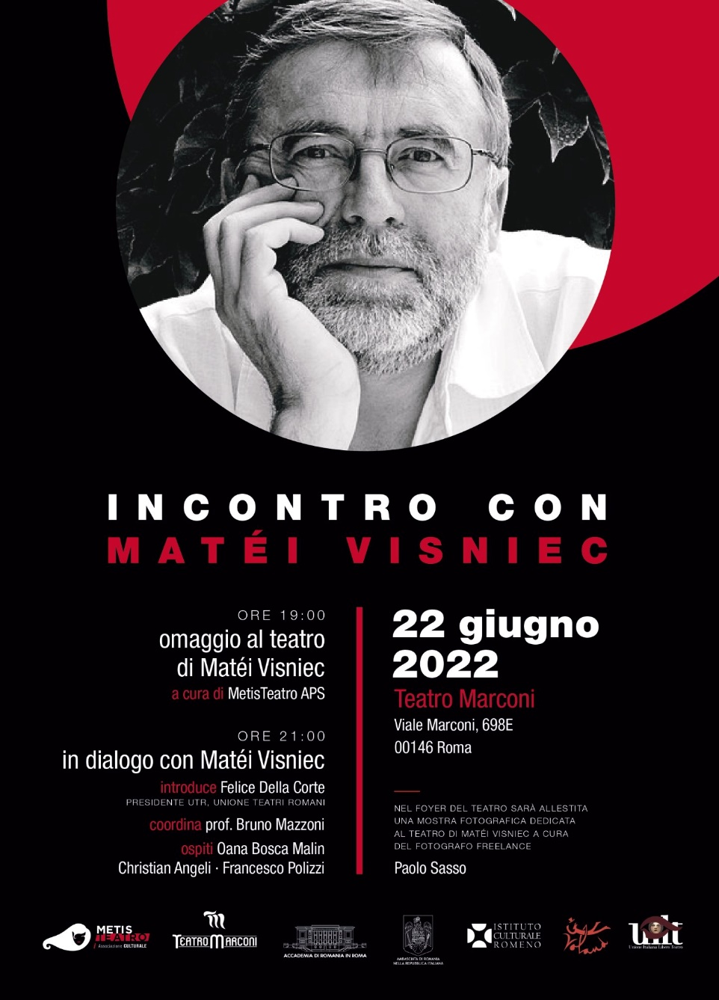 INCONTRO CON
MATÉI VISNIEC
ORE 19:00
omaggio al teatro
di Matéi Visniec
a cura di MetisTeatro APS
ORE 21:00
in dialogo con Matéi Visniec
introduce Felice Della Corte
PRESIDENTE UTR, UNIONE TEATRI ROMANI
coordina prof. Bruno Mazzoni
ospiti Oana Bosca Malin
Christian Angeli · Francesco Polizzi
22 giugno
2022
Teatro Marconi
Viale Marconi, 698E
00146 Roma
NEL FOYER DEL TEATRO SARÀ ALLESTITA
UNA MOSTRA FOTOGRAFICA DEDICATA
AL TEATRO DI MATÉI VISNIEC A CURA
DEL FOTOGRAFO FREELANCE
Paolo Sasso
METIS
TEATRO
/ Associazione CULTURALE
TEATRO MARCONI
ACCADEMIA DI ROMANIA IN ROMA
AMBASCIATA DI ROMANIA
NELLA REPUBBLICA ITALIANA
ISTITUTO
CULTURALE
ROMENO
uilt
Unione Italiana Libero Teatro